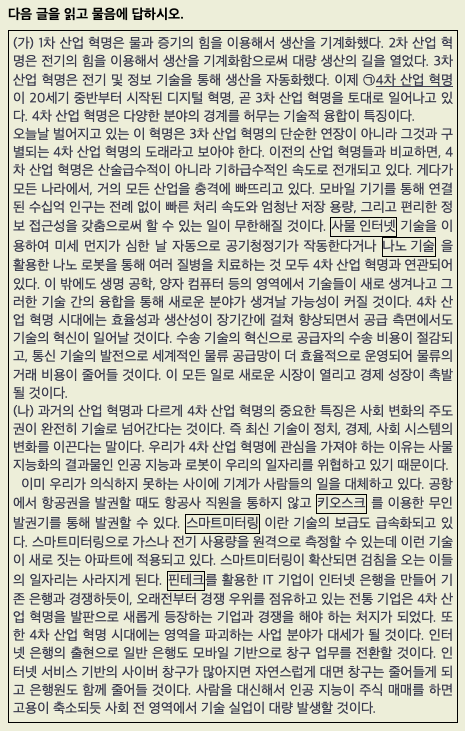 다음 글을 읽고 물음에 답하시오.
(가) 1차 산업 혁명은 물과 증기의 힘을 이용해서 생산을 기계화했다. 2차 산업 혁
명은 전기의 힘을 이용해서 생산을 기계화함으로써 대량 생산의 길을 열었다. 3차
산업 혁명은 전기 및 정보 기술을 통해 생산을 자동화했다. 이제 ㉠4차 산업 혁명
이 20세기 중반부터 시작된 디지털 혁명, 곧 3차 산업 혁명을 토대로 일어나고 있
다. 4차 산업 혁명은 다양한 분야의 경계를 허무는 기술적 융합이 특징이다.
오늘날 벌어지고 있는 이 혁명은 3차 산업 혁명의 단순한 연장이 아니라 그것과 구
별되는 4차 산업 혁명의 도래라고 보아야 한다. 이전의 산업 혁명들과 비교하면, 4
차 산업 혁명은 산술급수적이 아니라 기하급수적인 속도로 전개되고 있다. 게다가
모든 나라에서, 거의 모든 산업을 충격에 빠뜨리고 있다. 모바일 기기를 통해 연결
된 수십억 인구는 전례 없이 빠른 처리 속도와 엄청난 저장 용량, 그리고 편리한 정
보 접근성을 갖춤으로써 할 수 있는 일이 무한해질 것이다. 사물 인터넷 기술을 이
용하여 미세 먼지가 심한 날 자동으로 공기청정기가 작동한다거나 나노 기술 을
활용한 나노 로봇을 통해 여러 질병을 치료하는 것 모두 4차 산업 혁명과 연관되어
있다. 이 밖에도 생명 공학, 양자 컴퓨터 등의 영역에서 기술들이 새로 생겨나고 그
러한 기술 간의 융합을 통해 새로운 분야가 생겨날 가능성이 커질 것이다. 4차 산
업 혁명 시대에는 효율성과 생산성이 장기간에 걸쳐 향상되면서 공급 측면에서도
기술의 혁신이 일어날 것이다. 수송 기술의 혁신으로 공급자의 수송 비용이 절감되
고, 통신 기술의 발전으로 세계적인 물류 공급망이 더 효율적으로 운영되어 물류의
거래 비용이 줄어들 것이다. 이 모든 일로 새로운 시장이 열리고 경제 성장이 촉발
될 것이다.
(나) 과거의 산업 혁명과 다르게 4차 산업 혁명의 중요한 특징은 사회 변화의 주도
권이 완전히 기술로 넘어간다는 것이다. 즉 최신 기술이 정치, 경제, 사회 시스템의
변화를 이끈다는 말이다. 우리가 4차 산업 혁명에 관심을 가져야 하는 이유는 사물
지능화의 결과물인 인공 지능과 로봇이 우리의 일자리를 위협하고 있기 때문이다.
이미 우리가 의식하지 못하는 사이에 기계가 사람들의 일을 대체하고 있다. 공항
에서 항공권을 발권할 때도 항공사 직원을 통하지 않고 키오스크 를 이용한 무인
발권기를 통해 발권할 수 있다. 스마트미터링 이란 기술의 보급도 급속화되고 있
다. 스마트미터링으로 가스나 전기 사용량을 원격으로 측정할 수 있는데 이런 기술
이 새로 짓는 아파트에 적용되고 있다. 스마트미터링이 확산되면 검침을 오는 이들
의 일자리는 사라지게 된다. 핀테크를 활용한 IT 기업이 인터넷 은행을 만들어 기
존 은행과 경쟁하듯이, 오래전부터 경쟁 우위를 점유하고 있는 전통 기업은 4차 산
업 혁명을 발판으로 새롭게 등장하는 기업과 경쟁을 해야 하는 처지가 되었다. 또
한 4차 산업 혁명 시대에는 영역을 파괴하는 사업 분야가 대세가 될 것이다. 인터
넷 은행의 출현으로 일반 은행도 모바일 기반으로 창구 업무를 전환할 것이다. 인
터넷 서비스 기반의 사이버 창구가 많아지면 자연스럽게 대면 창구는 줄어들게 되
고 은행원도 함께 줄어들 것이다. 사람을 대신해서 인공 지능이 주식 매매를 하면
고용이 축소되듯 사회 전 영역에서 기술 실업이 대량 발생할 것이다.